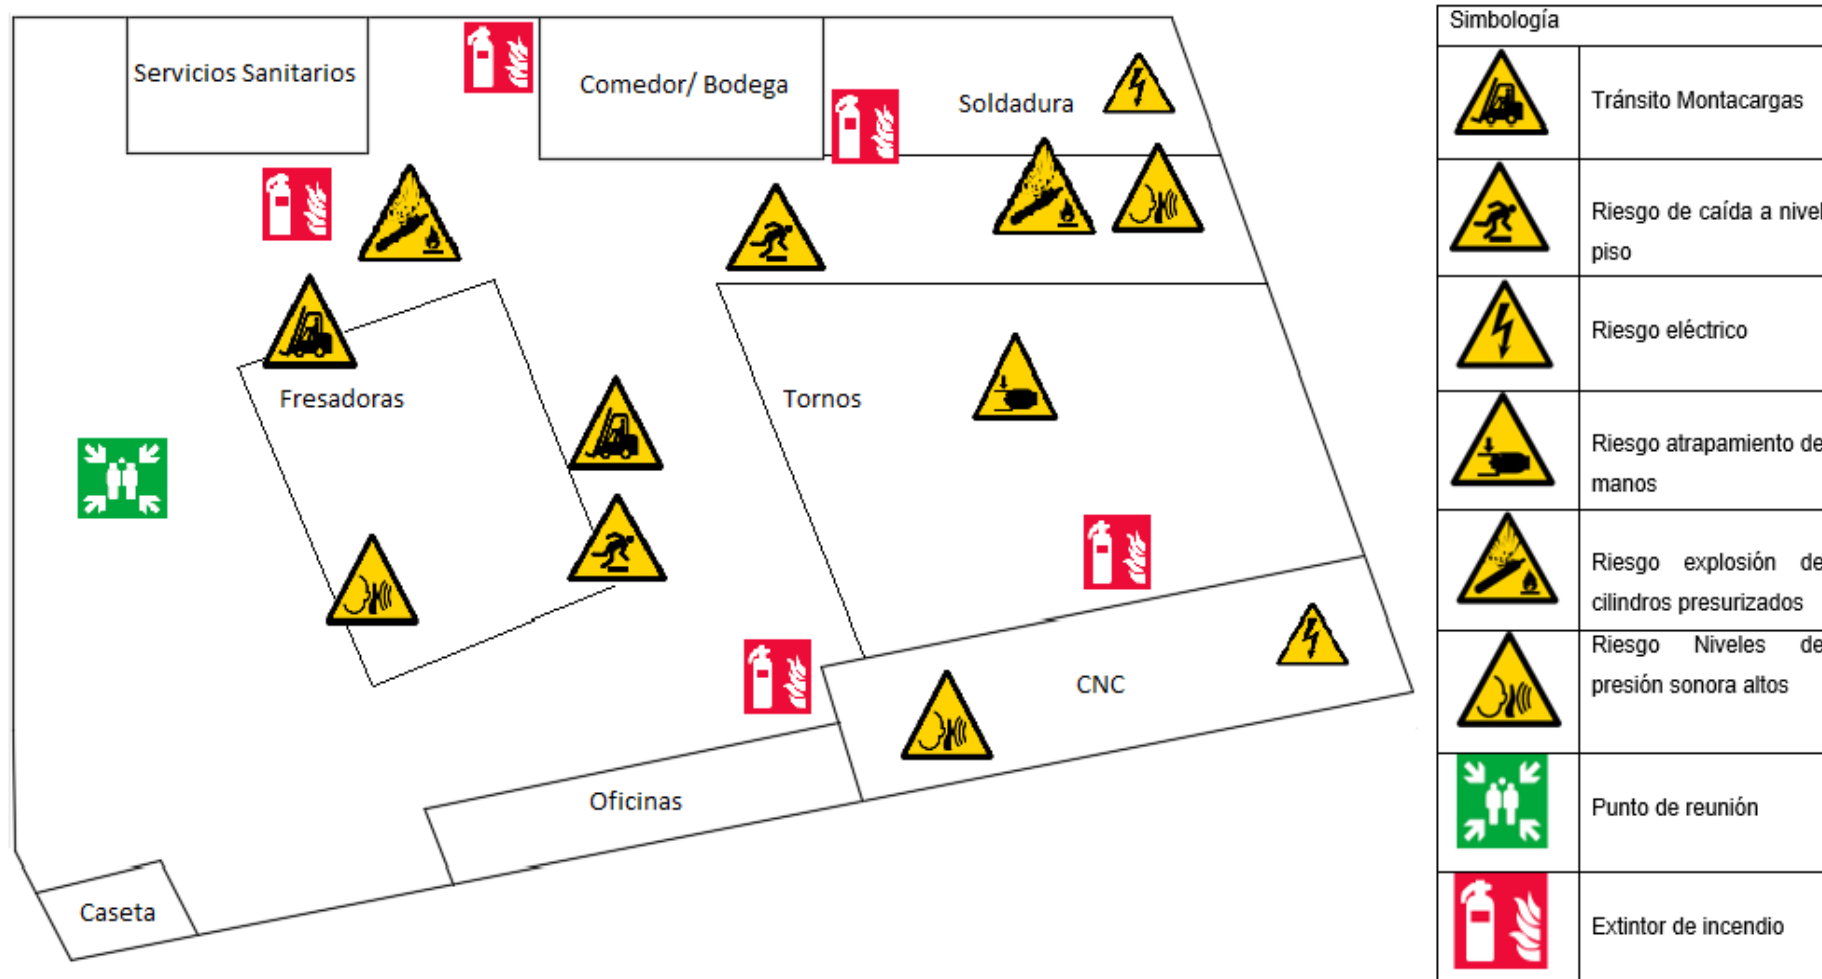 Servicios Sanitarios
Comedor/ Bodega
Soldadura
Fresadoras
Tornos
CNC
Oficinas
Caseta
Simbología
Tránsito Montacargas
Riesgo de caída a nivel
piso
Riesgo eléctrico
Riesgo atrapamiento de
manos
Riesgo explosión de
cilindros presurizados
Riesgo Niveles de
presión sonora altos
Punto de reunión
Extintor de incendio